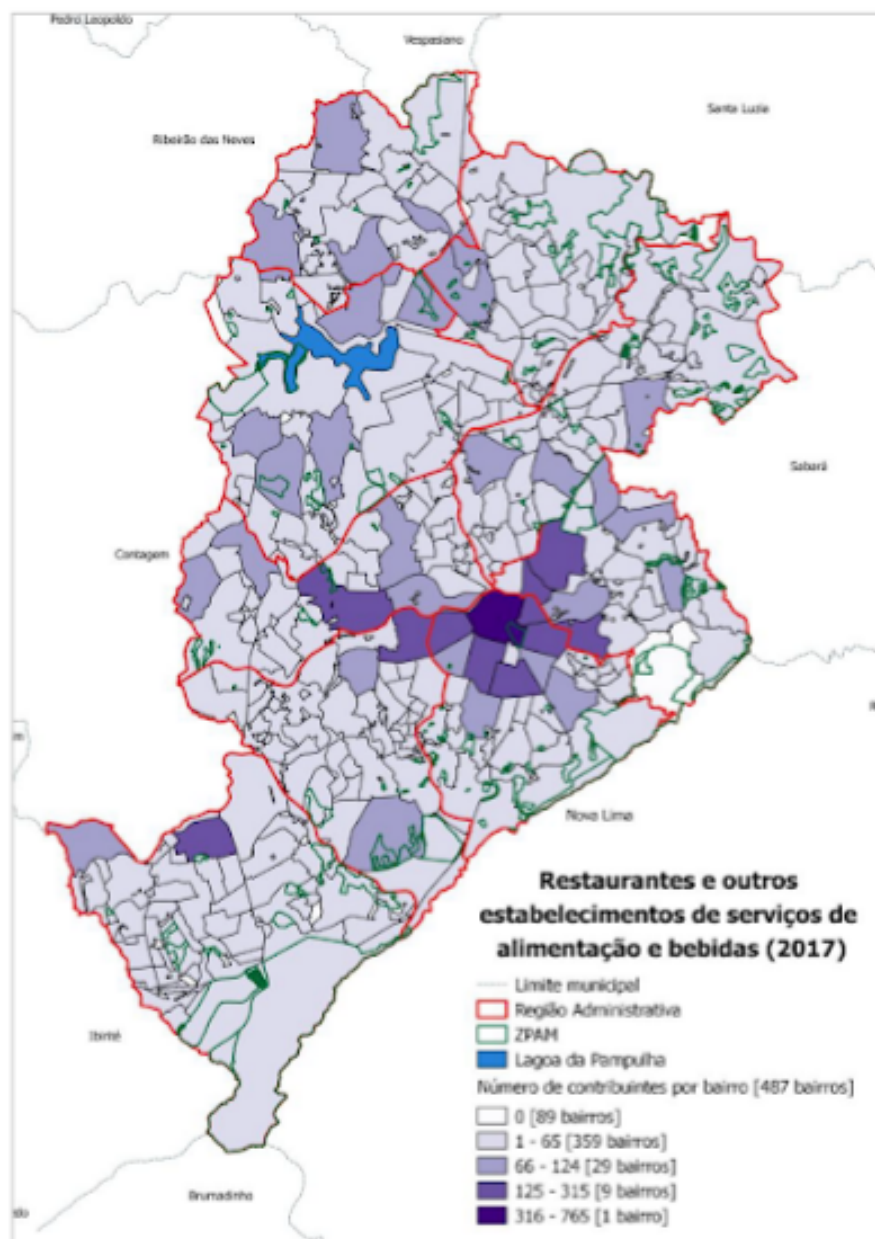 Pedro Leopoldo
Vespasiano
Santa Luzia
Ribeirão das Neves
Sabará
Contagem
Nova Lima
Ibirité
Brumadinho
Restaurantes e outros
estabelecimentos de serviços de
alimentação e bebidas (2017)
Limite municipal
Região Administrativa
ZPAM
Lagoa da Pampulha
Número de contribuintes por bairro [487 bairros]
0 [89 bairros]
1 - 65 [359 bairros]
66 - 124 [29 bairros]
125 - 315 [9 bairros]
316 - 765 [1 bairro]